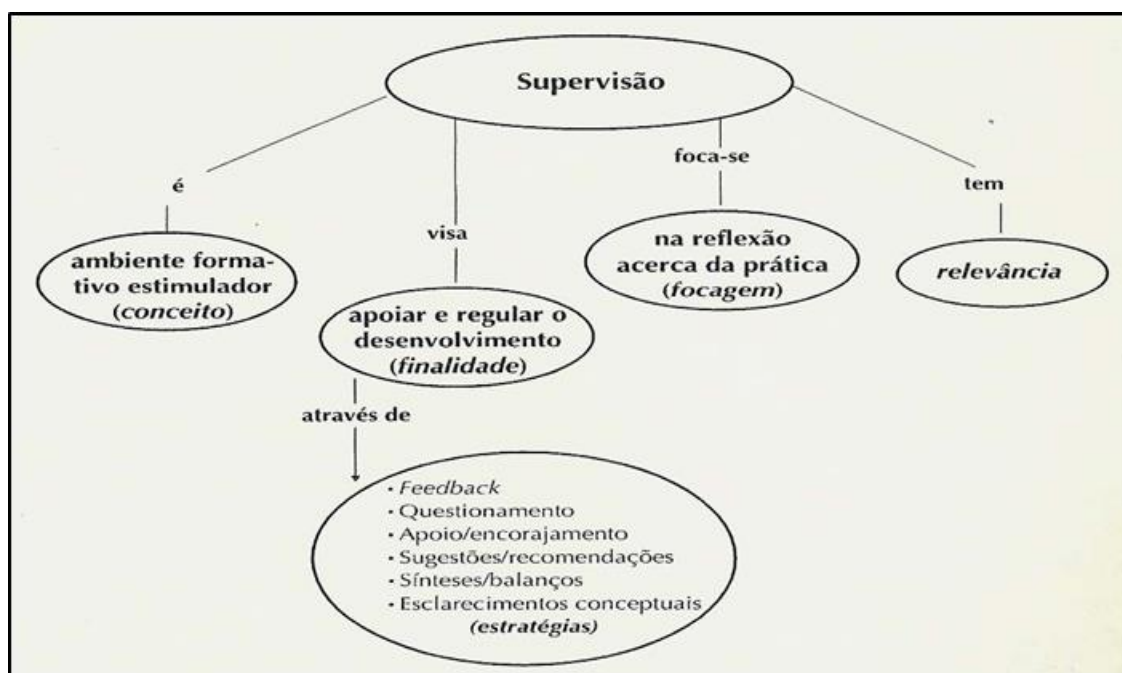 Supervisão
é
ambiente forma-
tivo estimulador
(conceito)
visa
apoiar e regular o
desenvolvimento
(finalidade)
através de
• Feedback
• Questionamento
• Apoio/encorajamento
• Sugestões/recomendações
• Sínteses/balanços
• Esclarecimentos conceptuais
(estratégias)
foca-se
na reflexão
acerca da prática
(focagem)
tem
relevância